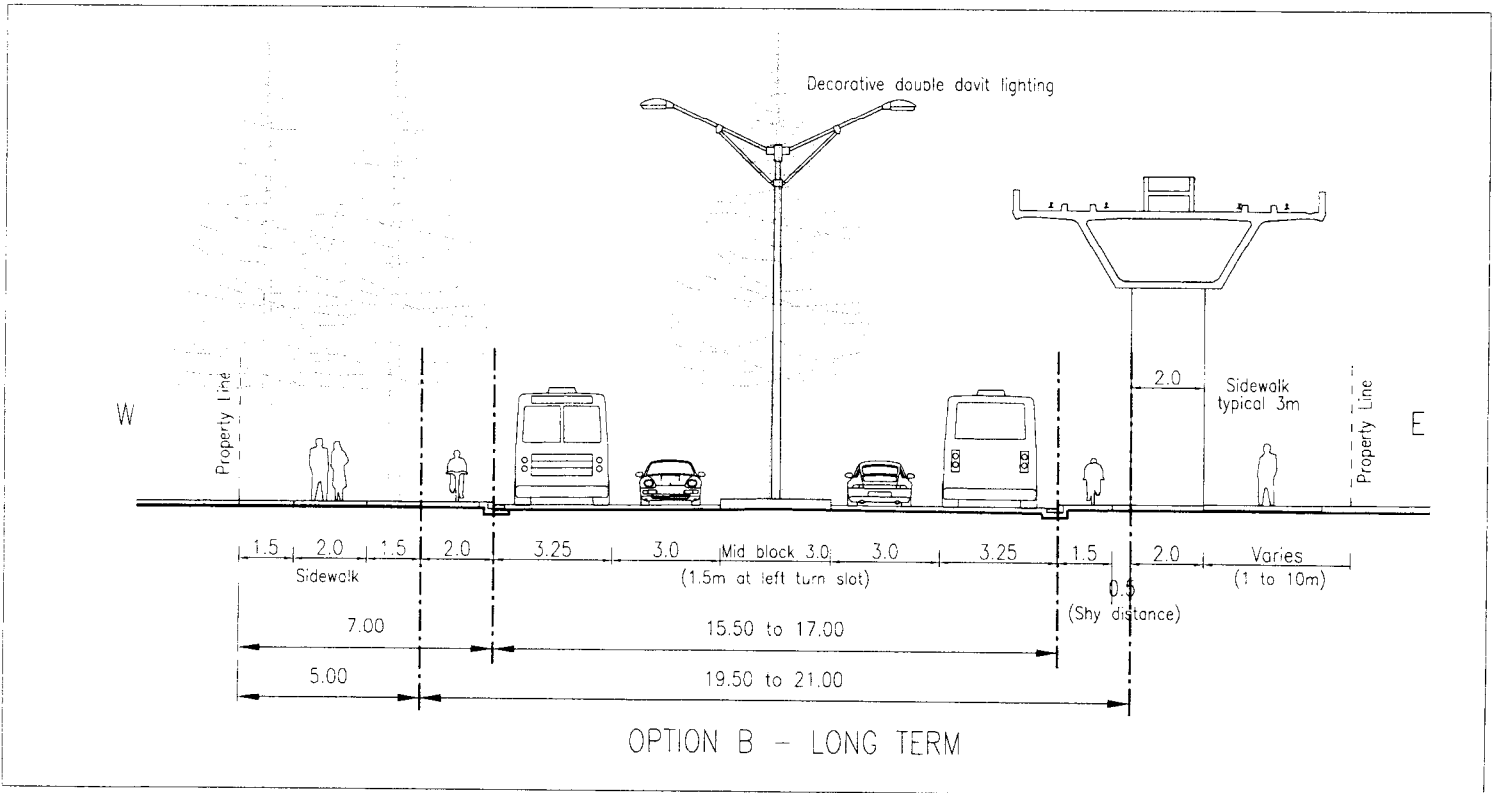 Decorative double davit lighting
W
Property Line
2.0
Sidewalk
typical 3m
Property Line
E
1.5
2.0
1.5
2.0
3.25
3.0
Mid block 3.0
3.0
3.25
1.5
2.0
Varies
Sidewalk
(1.5m at left turn slot)
0.5
(1 to 10m)
(Shy distance)
7.00
15.50 to 17.00
5.00
19.50 to 21.00
OPTION B - LONG TERM